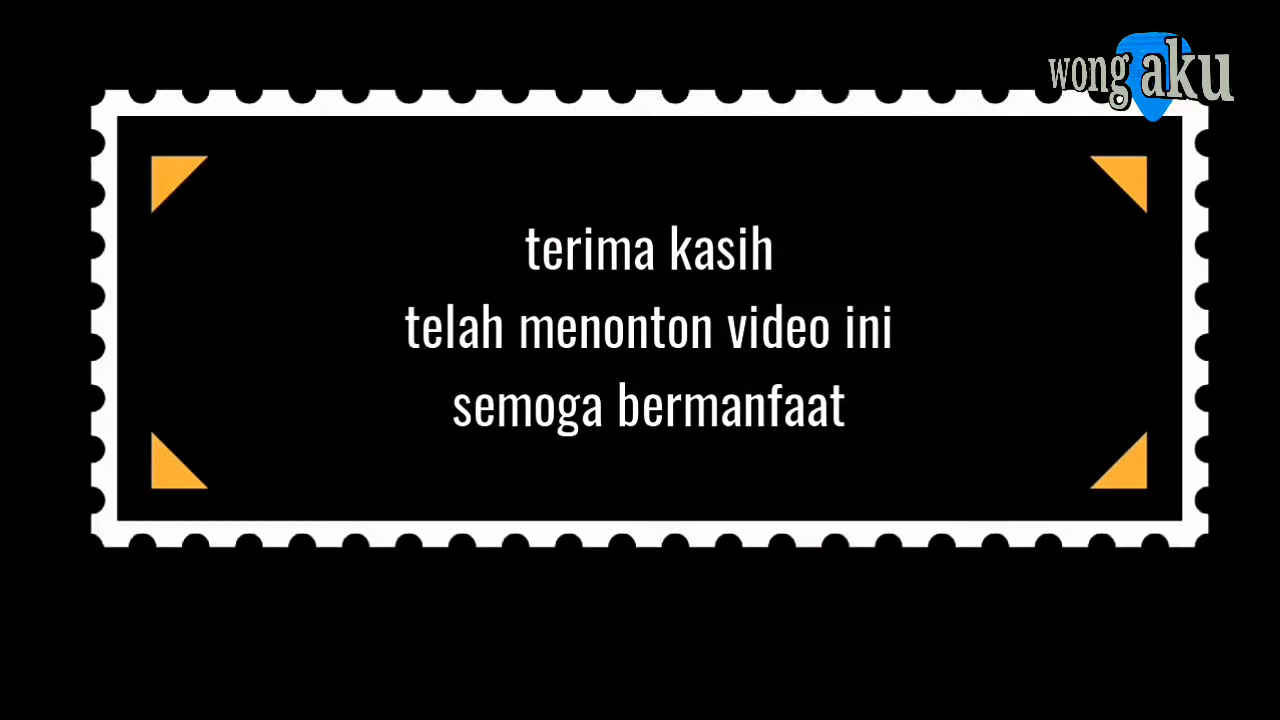 wong aku
terima kasih
telah menonton video ini
semoga bermanfaat